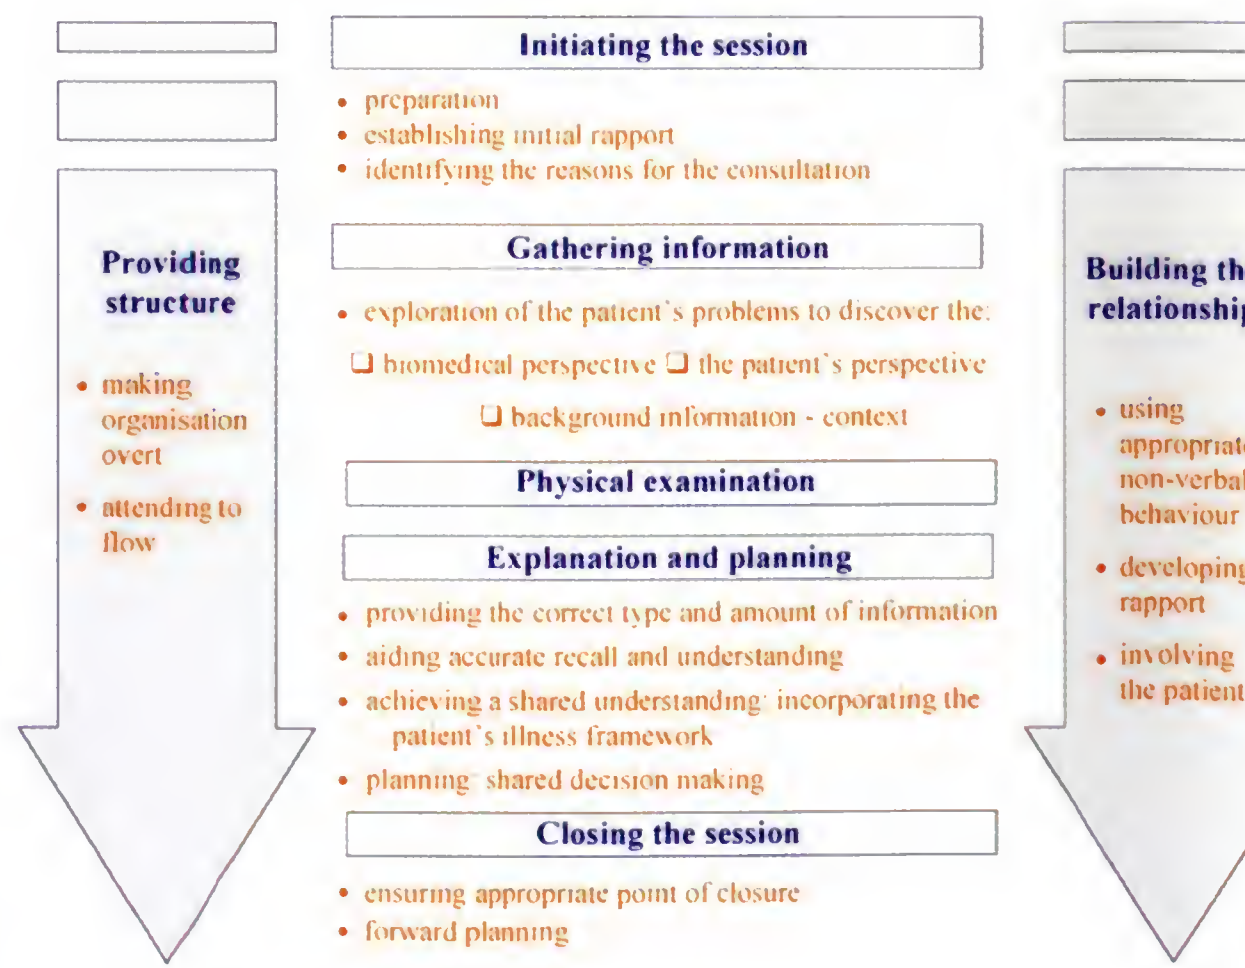 Initiating the session
• preparation
• establishing initial rapport
• identifying the reasons for the consultation
Providing
structure
• making
organisation
overt
• attending to
flow
Gathering information
• exploration of the patient's problems to discover the:
❑ biomedical perspective ❑ the patient's perspective
❑ background information - context
Physical examination
Explanation and planning
• providing the correct type and amount of information
• aiding accurate recall and understanding
• achieving a shared understanding: incorporating the
patient's illness framework
• planning: shared decision making
Closing the session
• ensuring appropriate point of closure
• forward planning
Building th
relationship
• using
appropriate
non-verbal
behaviour
• developing
rapport
• involving
the patient